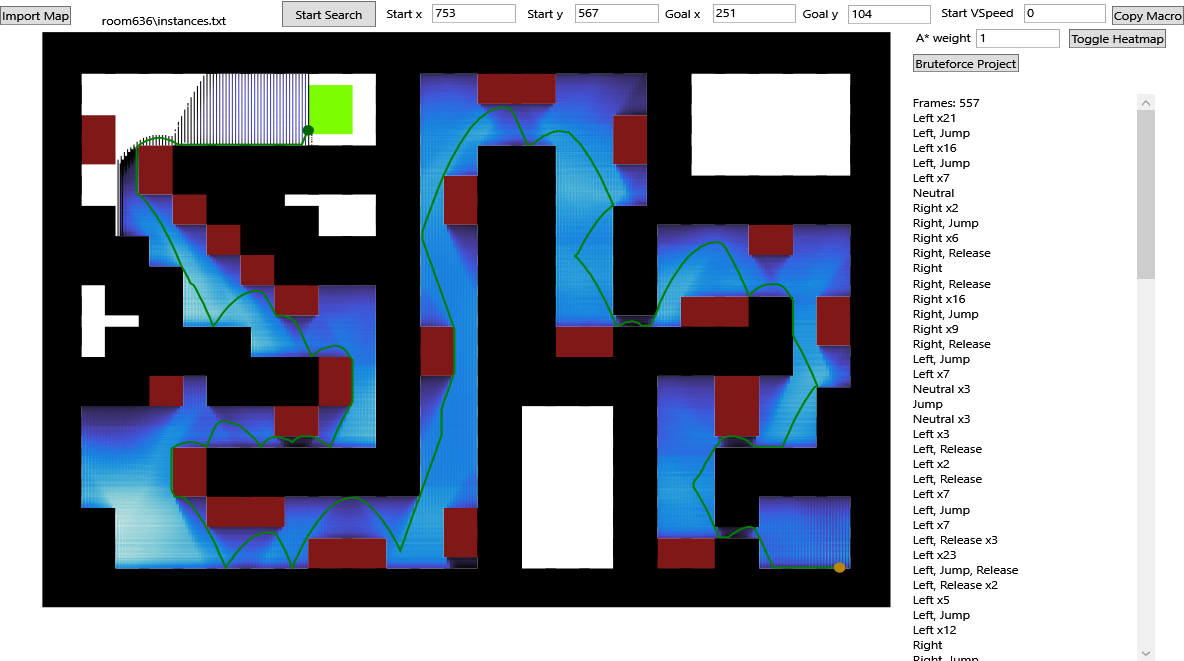 Import Map
room636\instances.txt
Start Search
Start x 753
Start y 567
Goal x 251
Goal y 104
Start VSpeed 0
Copy Macro
A* weight 1
Toggle Heatmap
Bruteforce Project
Frames: 557
Left x21
Left, Jump
Left x16
Left, Jump
Left x7
Neutral
Right x2
Right, Jump
Right x6
Right, Release
Right
Right, Release
Right x16
Right, Jump
Right x9
Right, Release
Left, Jump
Left x7
Neutral x3
Jump
Neutral x3
Left x3
Left, Release
Left x2
Left, Release
Left x7
Left, Jump
Left x7
Left, Release x3
Left x23
Left, Jump, Release
Left, Release x2
Left x5
Left, Jump
Left x12
Right
Right, Jump